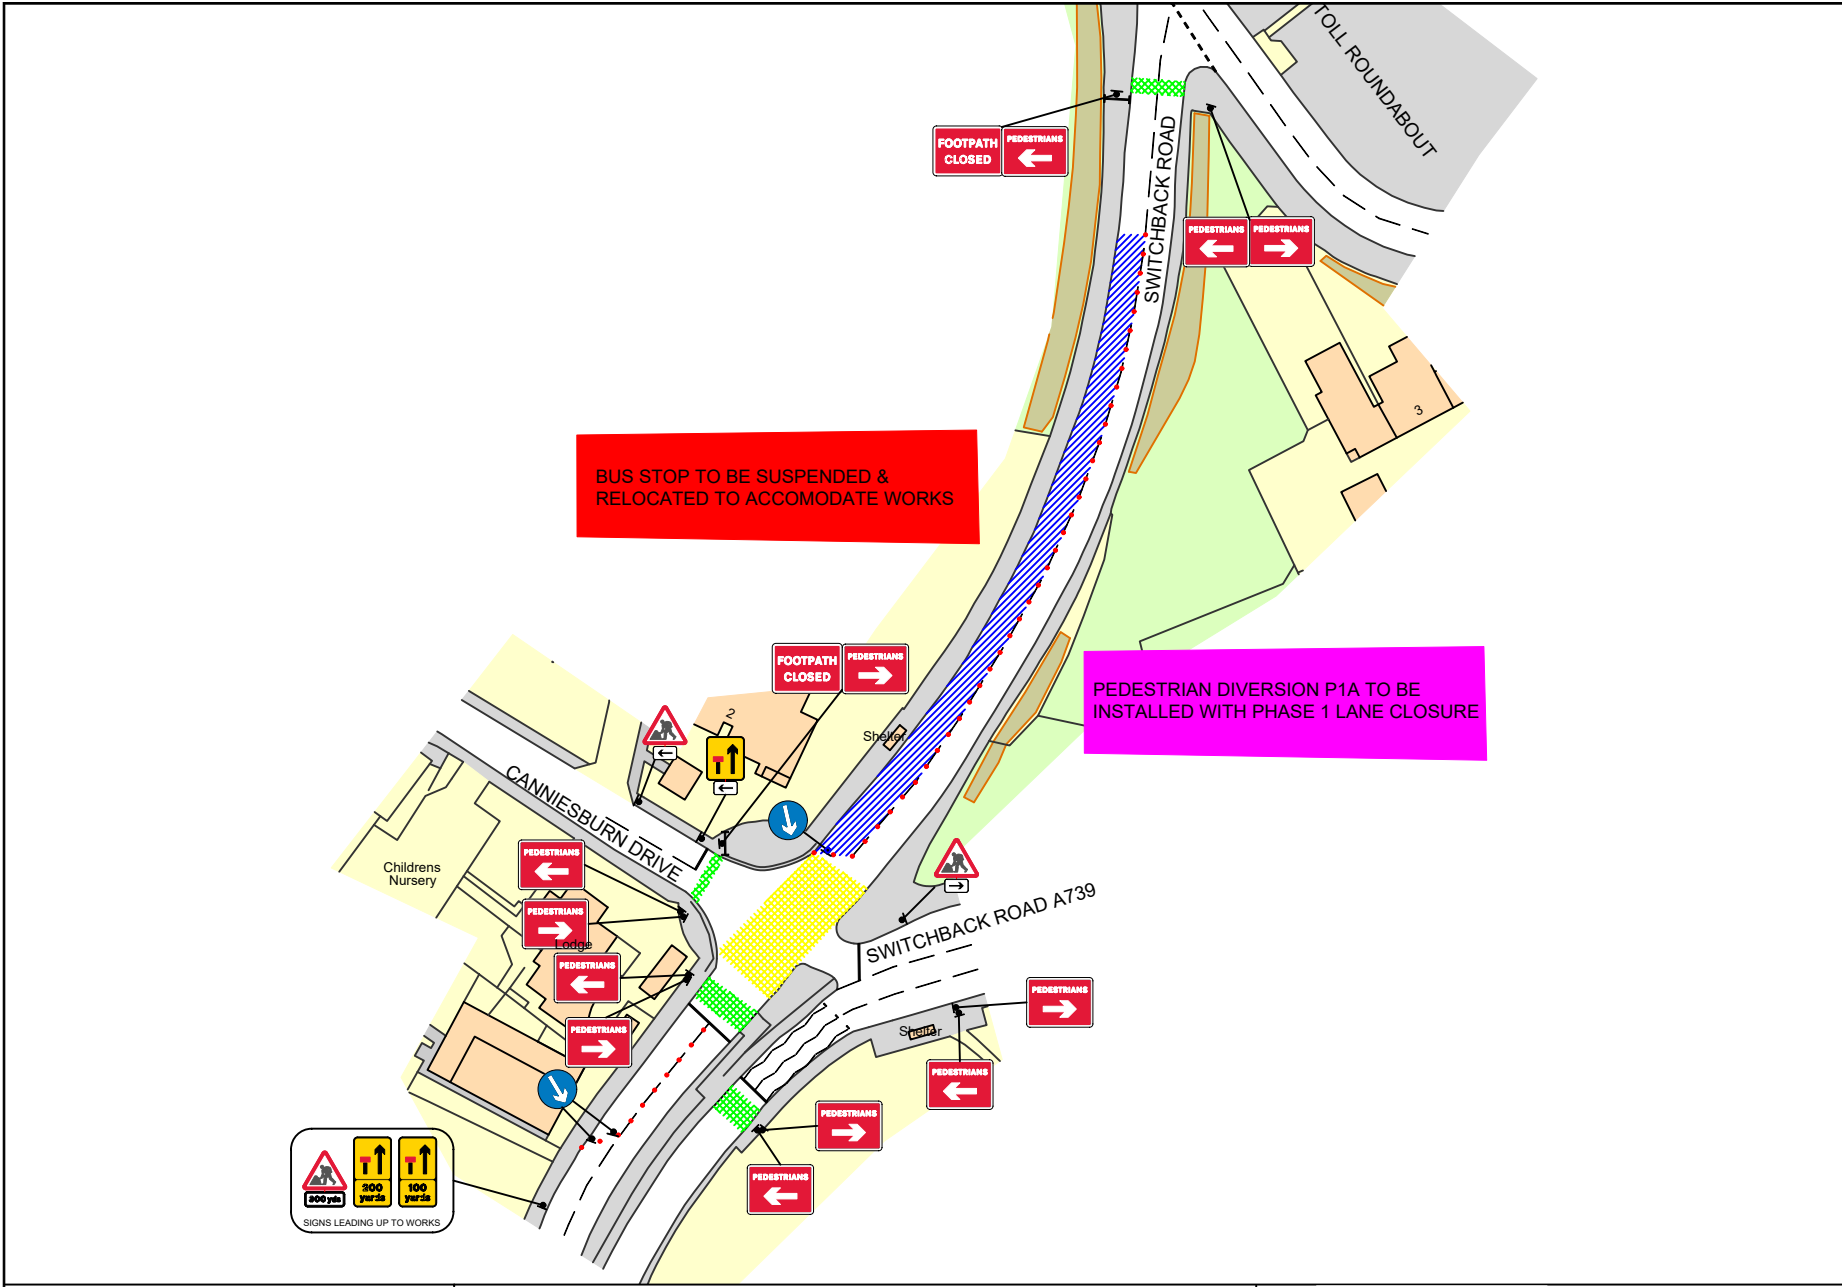 TOLL ROUNDABOUT
FOOTPATH
CLOSED
PEDESTRIANS
SWITCHBACK ROAD
PEDESTRIANS
PEDESTRIANS
3
BUS STOP TO BE SUSPENDED &
RELOCATED TO ACCOMODATE WORKS
FOOTPATH
CLOSED
PEDESTRIANS
PEDESTRIAN DIVERSION P1A TO BE
INSTALLED WITH PHASE 1 LANE CLOSURE
2
Shelter
CANNIESBURN DRIVE
Childrens
Nursery
PEDESTRIANS
PEDESTRIANS
Lodge
PEDESTRIANS
PEDESTRIANS
SWITCHBACK ROAD A739
PEDESTRIANS
Shelter
PEDESTRIANS
PEDESTRIANS
PEDESTRIANS
300 yds
200
yards
100
yards
SIGNS LEADING UP TO WORKS